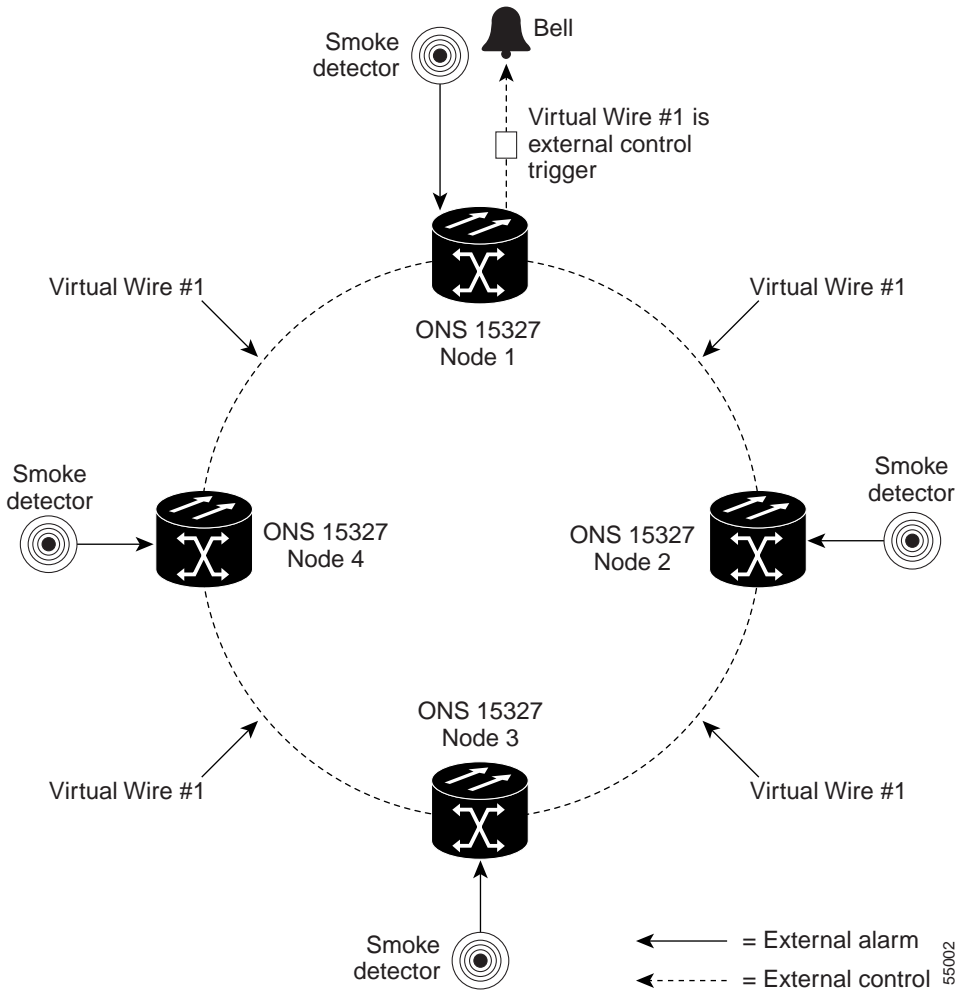 Smoke
detector
Bell
Virtual Wire #1 is
external control
trigger
Virtual Wire #1
Virtual Wire #1
ONS 15327
Node 1
Smoke
detector
ONS 15327
Node 4
ONS 15327
Node 2
Smoke
detector
ONS 15327
Node 3
Virtual Wire #1
Virtual Wire #1
Smoke
detector
= External alarm
= External control
55002